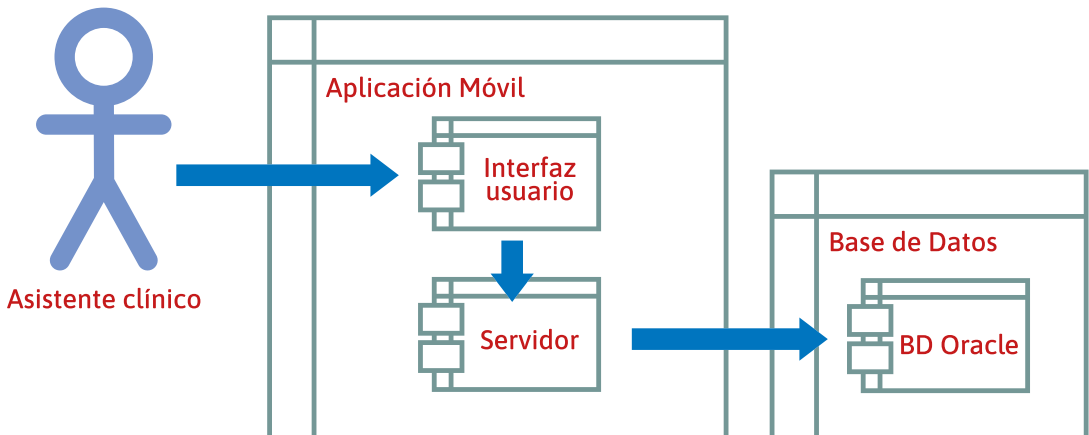 Aplicación Móvil
Interfaz
usuario
Asistente clínico
Servidor
Base de Datos
BD Oracle